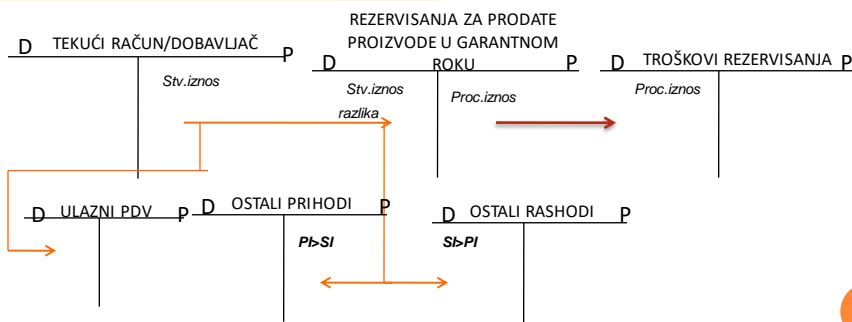 REZERVISANJA ZA PRODATE
PROIZVODE U GARANTNOM
ROKU
D TEKUĆI RAČUN/DOBAVLJAČ P
D P
D TROŠKOVI REZERVISANJA P
Stv.iznos
Stv.iznos
razlika
Proc.iznos
Proc.iznos
D ULAZNI PDV P
D OSTALI PRIHODI P
D OSTALI RASHODI P
PI>SI
SI>PI